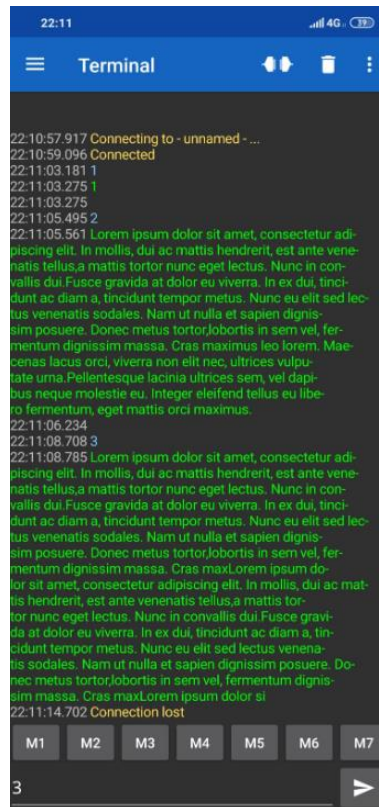 22:11
4G
39
Terminal
22:10:57.917 Connecting to - unnamed - ...
22:10:59.096 Connected
22:11:03.181 1
22:11:03.275 1
22:11:03.275
22:11:05.495 2
22:11:05.561 Lorem ipsum dolor sit amet, consectetur adi-
piscing elit. In mollis, dui ac mattis hendrerit, est ante vene-
natis tellus,a mattis tortor nunc eget lectus. Nunc in con-
vallis dui.Fusce gravida at dolor eu viverra. In ex dui, tinci-
dunt ac diam a, tincidunt tempor metus. Nunc eu elit sed lec-
tus venenatis sodales. Nam ut nulla et sapien dignis-
sim posuere. Donec metus tortor,lobortis in sem vel, fer-
mentum dignissim massa. Cras maximus leo lorem. Mae-
cenas lacus orci, viverra non elit nec, ultrices vulpu-
tate urna.Pellentesque lacinia ultrices sem, vel dapi-
bus neque molestie eu. Integer eleifend tellus eu libe-
ro fermentum, eget mattis orci maximus.
22:11:06.234
22:11:08.708 3
22:11:08.785 Lorem ipsum dolor sit amet, consectetur adi-
piscing elit. In mollis, dui ac mattis hendrerit, est ante vene-
natis tellus,a mattis tortor nunc eget lectus. Nunc in con-
vallis dui.Fusce gravida at dolor eu viverra. In ex dui, tinci-
dunt ac diam a, tincidunt tempor metus. Nunc eu elit sed lec-
tus venenatis sodales. Nam ut nulla et sapien dignis-
sim posuere. Donec metus tortor,lobortis in sem vel, fer-
mentum dignissim massa. Cras maxLorem ipsum do-
lor sit amet, consectetur adipiscing elit. In mollis, dui ac mat-
tis hendrerit, est ante venenatis tellus,a mattis tor-
tor nunc eget lectus. Nunc in convallis dui.Fusce gravi-
da at dolor eu viverra. In ex dui, tincidunt ac diam a, tin-
cidunt tempor metus. Nunc eu elit sed lectus venena-
tis sodales. Nam ut nulla et sapien dignissim posuere. Do-
nec metus tortor,lobortis in sem vel, fermentum dignis-
sim massa. Cras maxLorem ipsum dolor si
22:11:14.702 Connection lost
M1 M2 M3 M4 M5 M6 M7
3